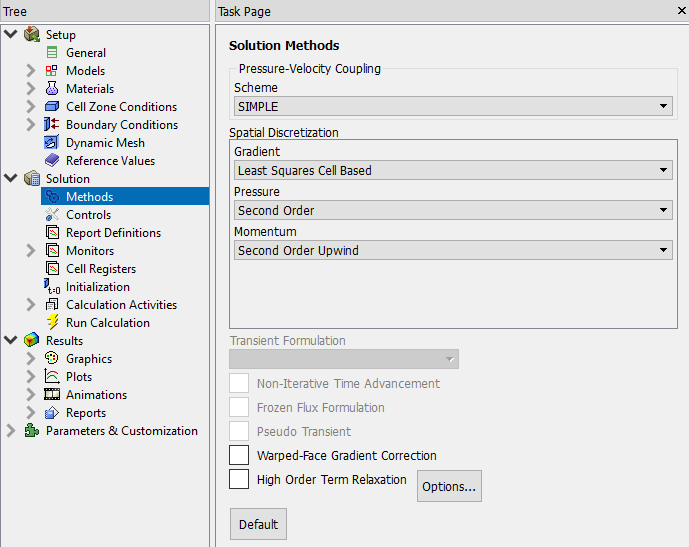 Tree
Setup
General
Models
Materials
Cell Zone Conditions
Boundary Conditions
Dynamic Mesh
Reference Values
Solution
Methods
Controls
Report Definitions
Monitors
Cell Registers
t=0 Initialization
Calculation Activities
Run Calculation
Results
Graphics
Plots
Animations
Reports
Parameters & Customization
Task Page
Solution Methods
Pressure-Velocity Coupling
Scheme
SIMPLE
Spatial Discretization
Gradient
Least Squares Cell Based
Pressure
Second Order
Momentum
Second Order Upwind
Transient Formulation
Non-Iterative Time Advancement
Frozen Flux Formulation
Pseudo Transient
Warped-Face Gradient Correction
High Order Term Relaxation
Options...
Default